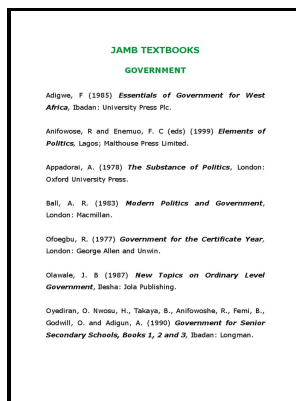 JAMB TEXTBOOKS
GOVERNMENT
Adigwe, F (1985) Essentials of Government for West
Africa, Ibadan: University Press Plc.
Anifowose, R and Enemuo, F. C (eds) (1999) Elements of
Politics, Lagos; Malthouse Press Limited.
Appadorai, A. (1978) The Substance of Politics, London:
Oxford University Press.
Ball, A. R. (1983) Modern Politics and Government,
London: Macmillan.
Ofoegbu, R. (1977) Government for the Certificate Year,
London: George Allen and Unwin.
Olawale, J. B (1987) New Topics on Ordinary Level
Government, Ilesha: Jola Publishing.
Oyediran, O. Nwosu, H., Takaya, B., Anifowoshe, R., Femi, B.,
Godwill, O. and Adigun, A. (1990) Government for Senior
Secondary Schools, Books 1, 2 and 3, Ibadan: Longman.